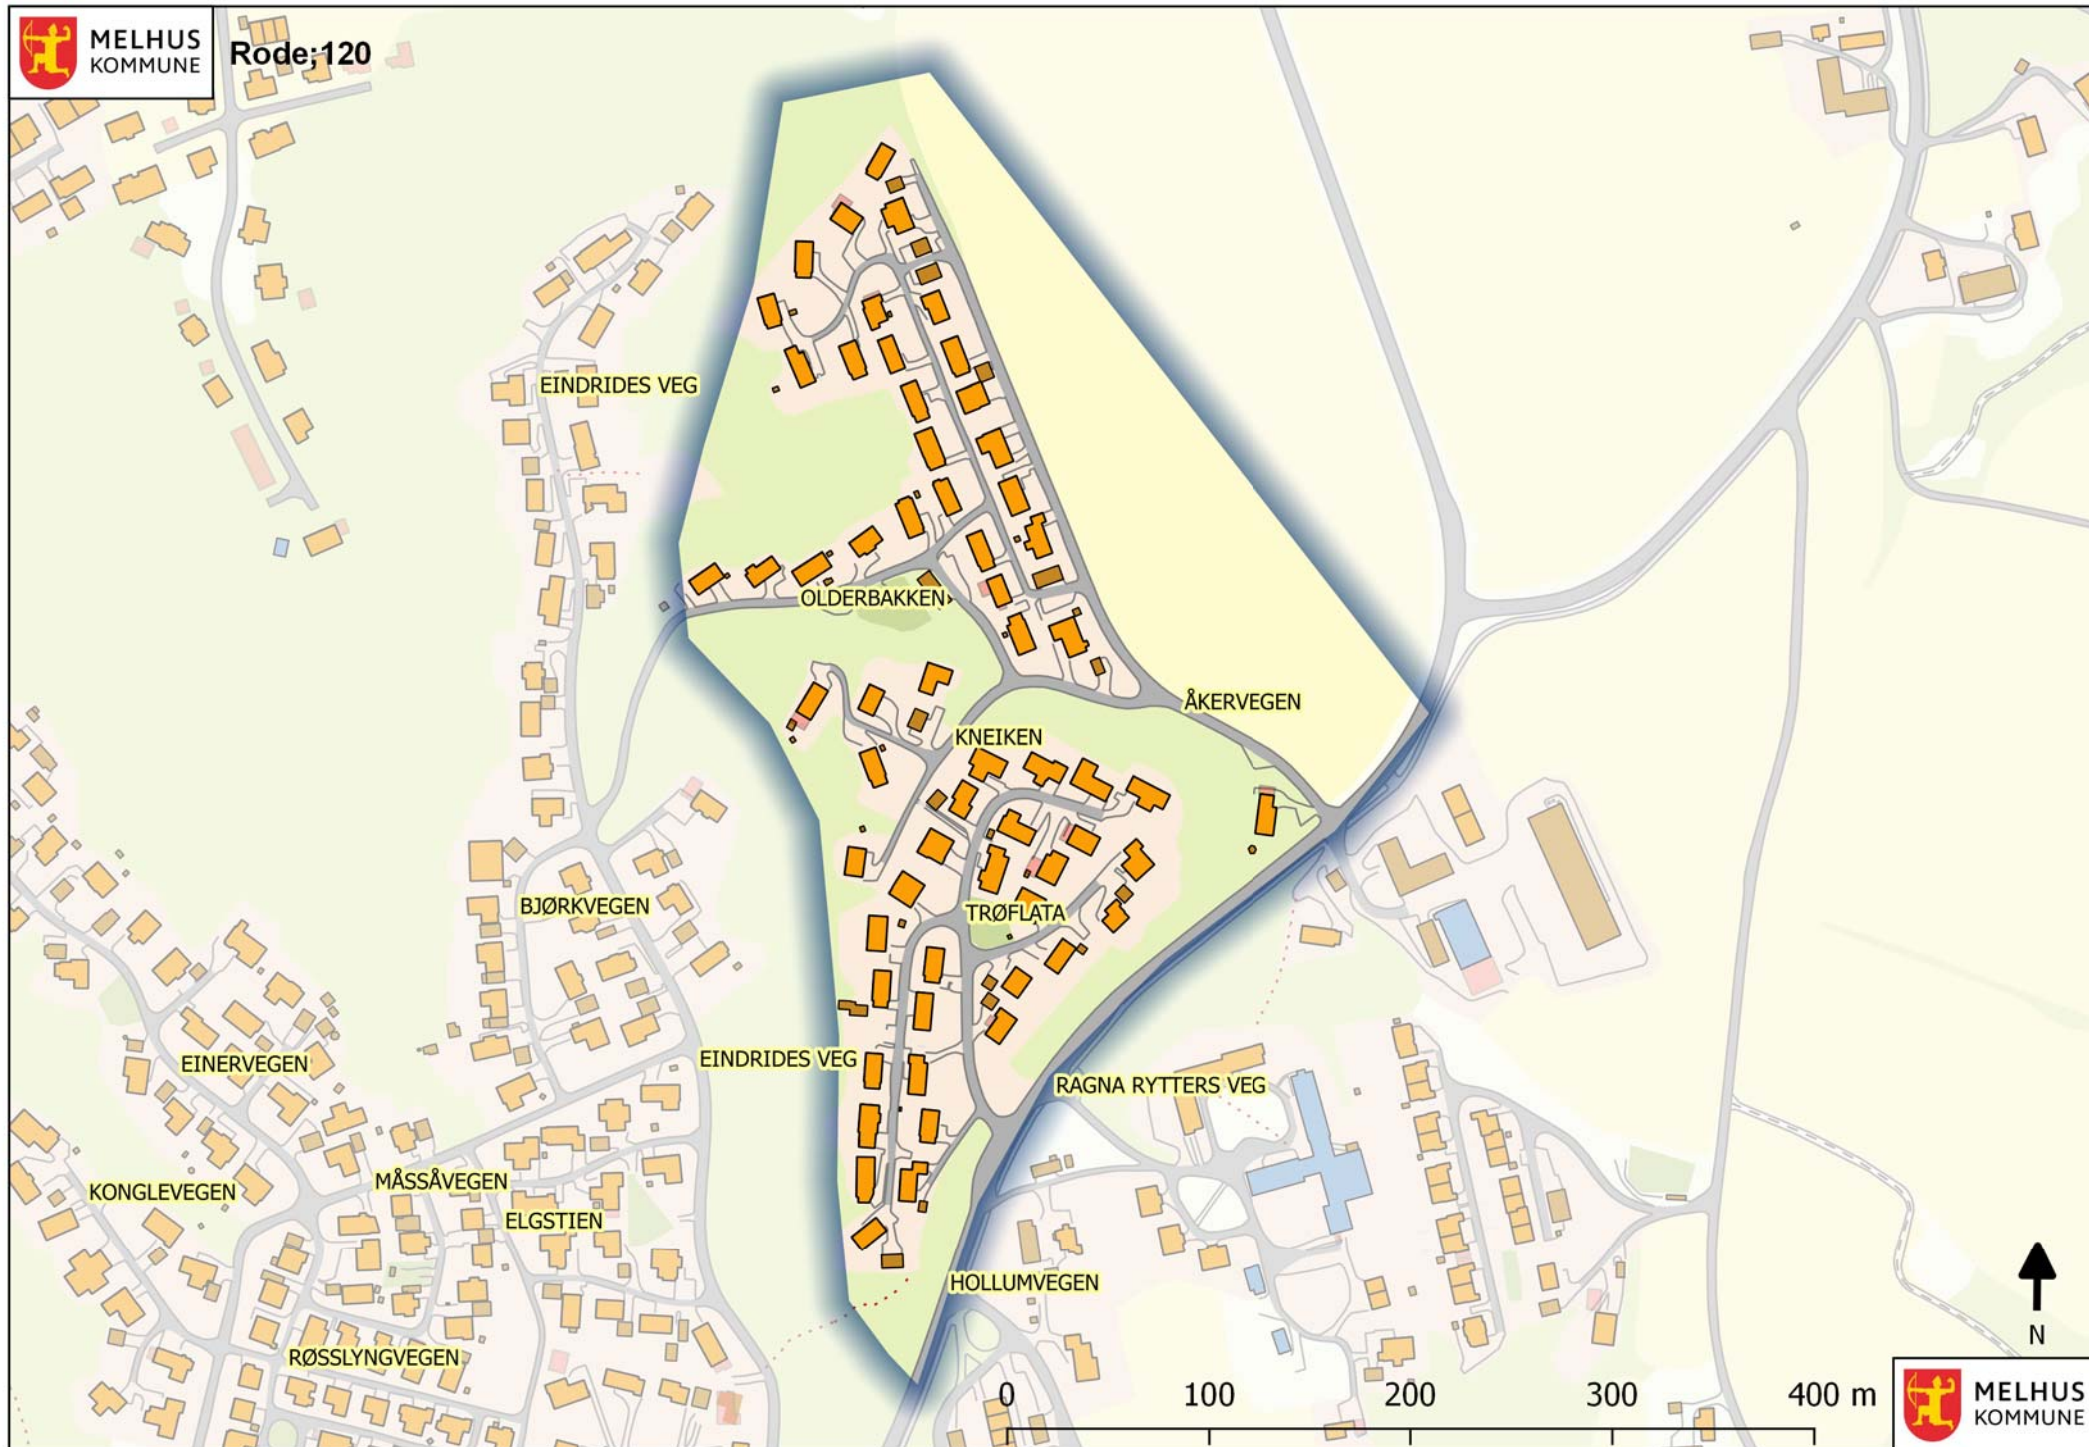 MELHUS
KOMMUNE
Rode;120
EINDRIDES VEG
OLDERBAKKEN
ÅKERVEGEN
KNEIKEN
BJØRKVEGEN
TRØFLATA
EINERVEGEN
EINDRIDES VEG
RAGNA RYTTERS VEG
KONGLEVEGEN
MÅSSÅVEGEN
ELGSTIEN
HOLLUMVEGEN
RØSSLYNGVEGEN
N
0 100 200 300 400 m
MELHUS
KOMMUNE